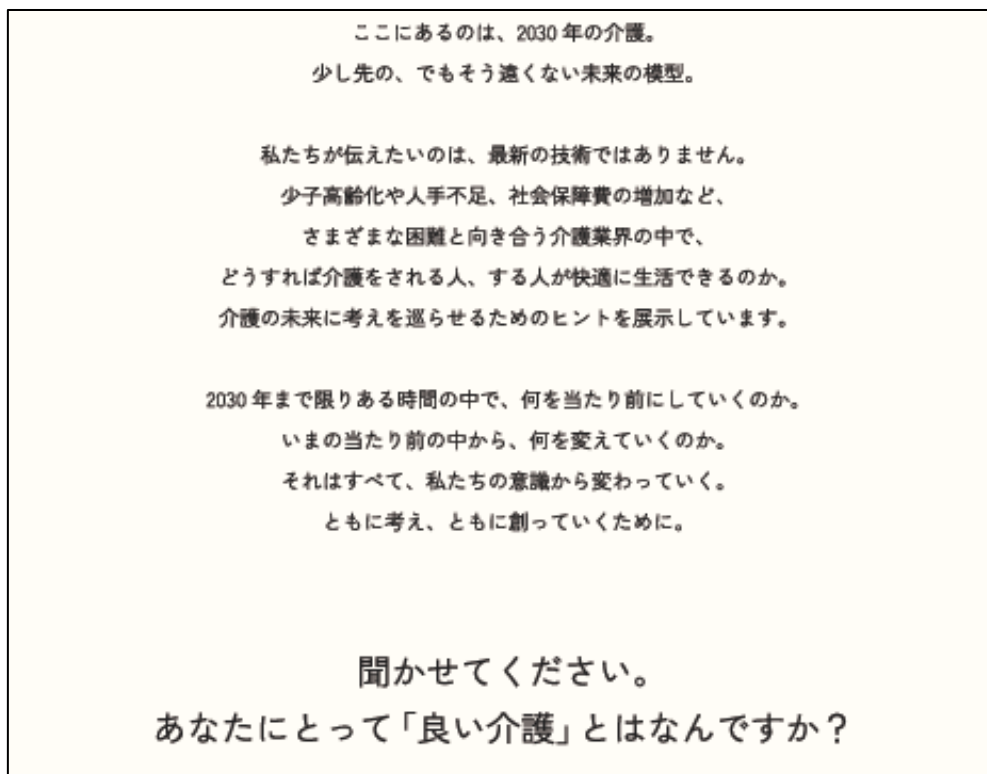 ここにあるのは、2030年の介護。
少し先の、でもそう遠くない未来の模型。
私たちが伝えたいのは、最新の技術ではありません。
少子高齢化や人手不足、社会保障費の増加など、
さまざまな困難と向き合う介護業界の中で、
どうすれば介護をされる人、する人が快適に生活できるのか。
介護の未来に考えを巡らせるためのヒントを展示しています。
2030年まで限りある時間の中で、何を当たり前にしていくのか。
いまの当たり前の中から、何を変えていくのか。
それはすべて、私たちの意識から変わっていく。
ともに考え、ともに創っていくために。
聞かせてください。
あなたにとって「良い介護」とはなんですか？